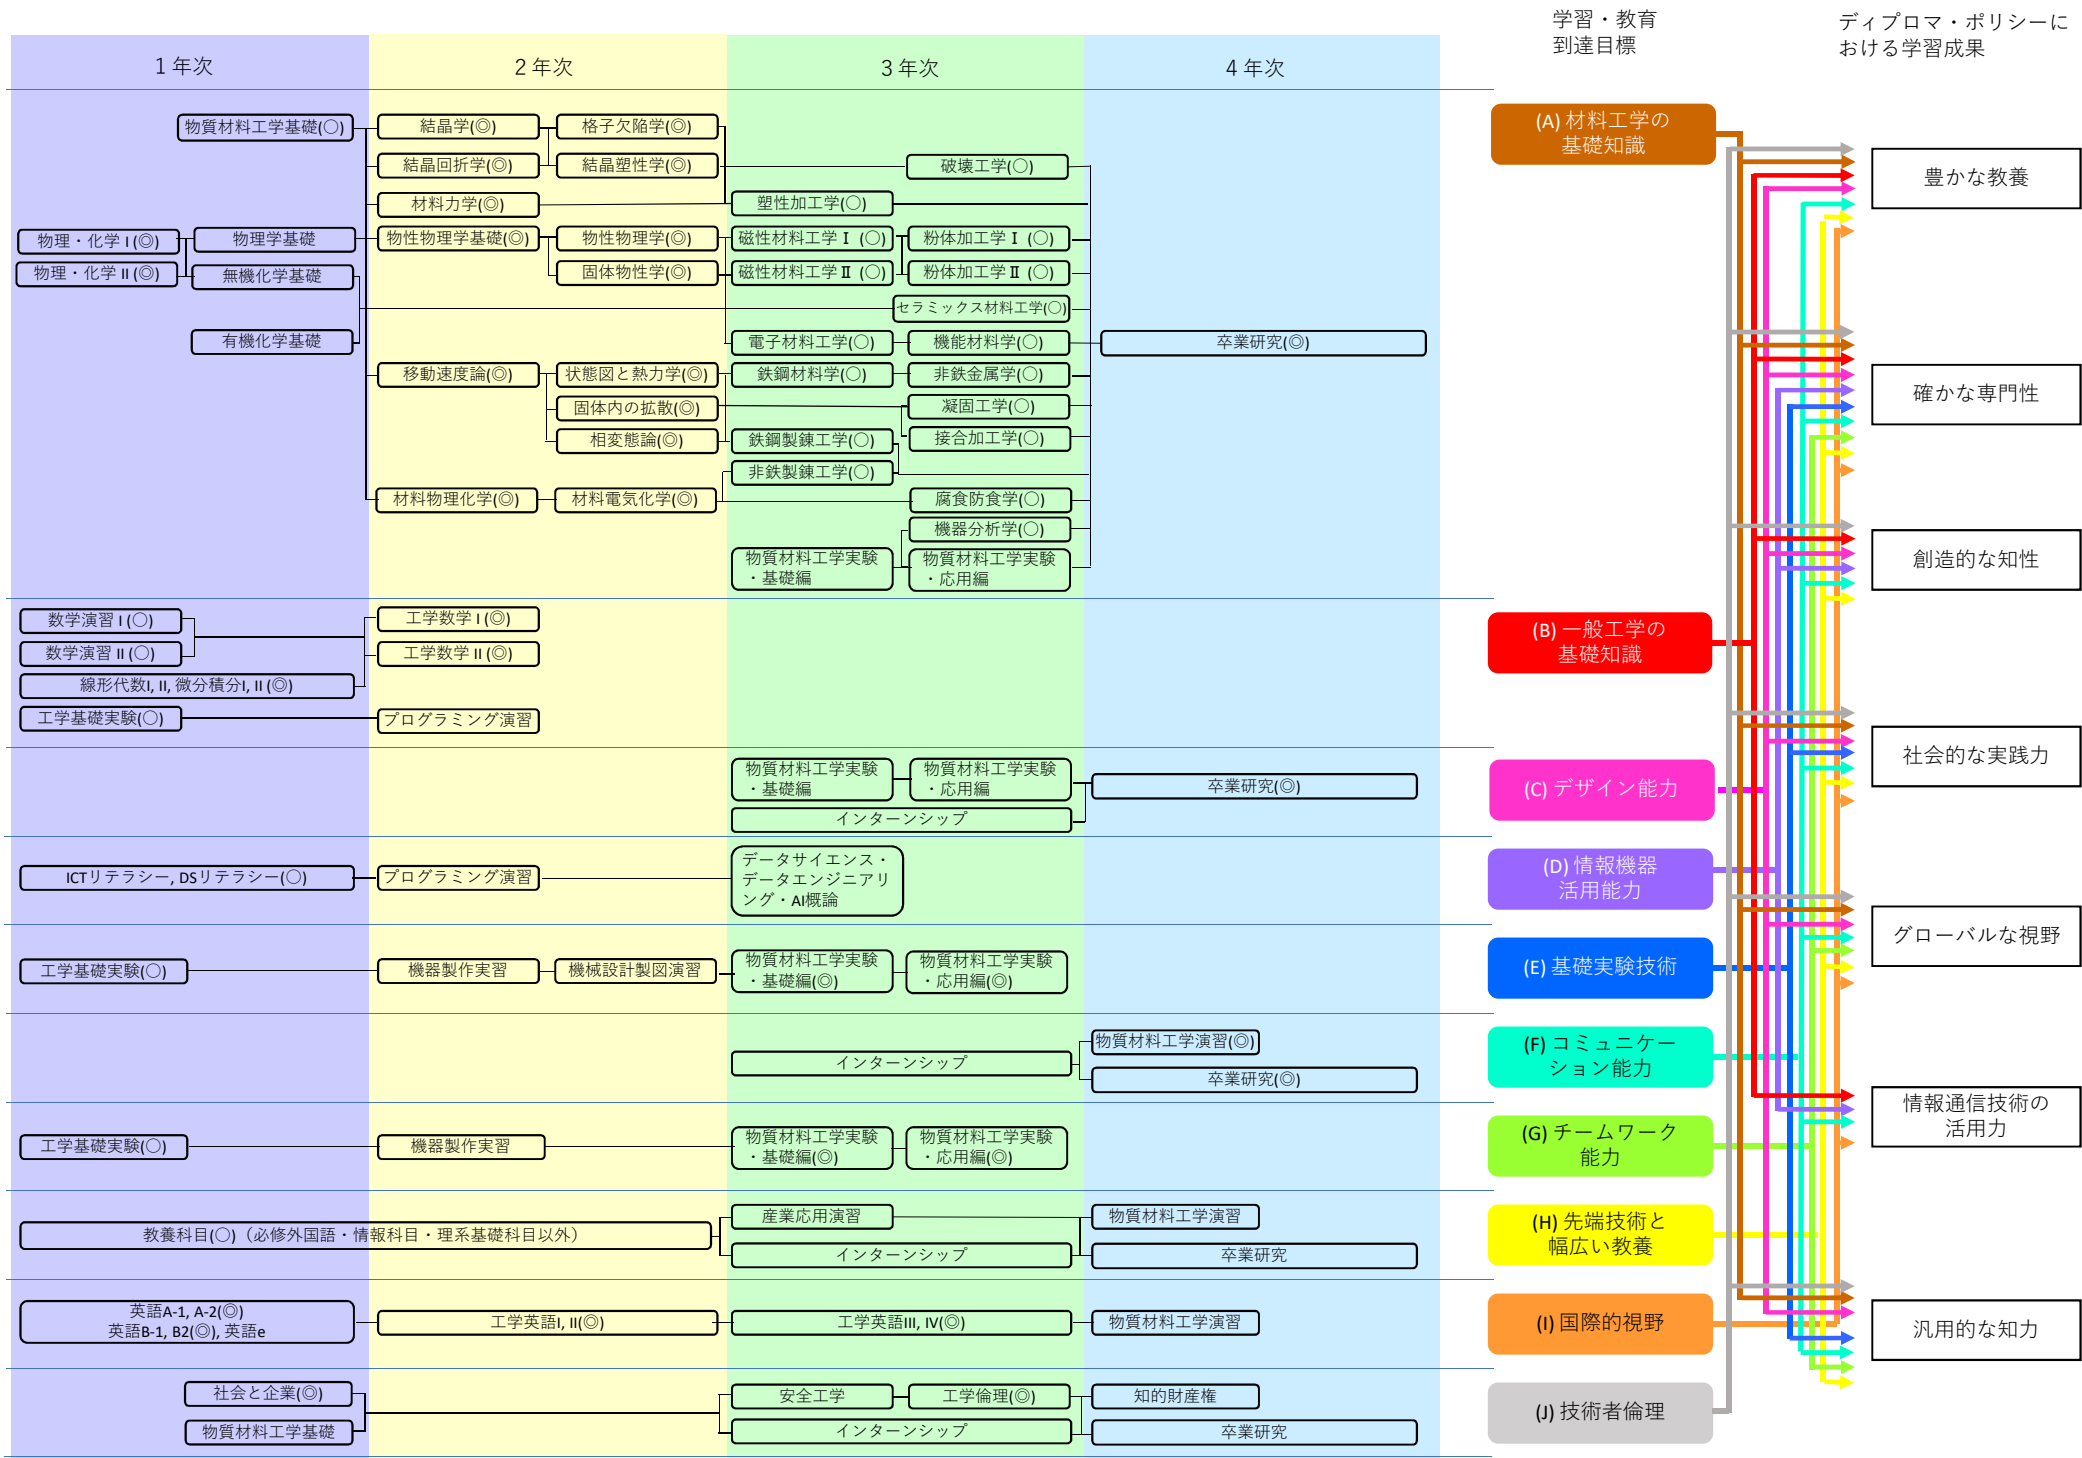 学習・教育
到達目標
ディプロマ・ポリシーに
おける学習成果
1 年次
2 年次
3 年次
4 年次
物質材料工学基礎(○)
結晶学(◎)
格子欠陥学(◎)
結晶回折学(◎)
結晶塑性学(◎)
破壊工学(○)
材料力学(◎)
塑性加工学(○)
物理・化学 I (◎)
物理学基礎
物性物理学基礎(◎)
物性物理学(◎)
磁性材料工学 Ⅰ (○)
粉体加工学 Ⅰ (○)
物理・化学 II (◎)
無機化学基礎
固体物性学(◎)
磁性材料工学 Ⅱ (○)
粉体加工学 Ⅱ (○)
セラミックス材料工学(○)
有機化学基礎
電子材料工学(○)
機能材料学(○)
卒業研究(◎)
移動速度論(◎)
状態図と熱力学(◎)
鉄鋼材料学(○)
非鉄金属学(○)
固体内の拡散(◎)
凝固工学(○)
相変態論(◎)
鉄鋼製錬工学(○)
接合加工学(○)
非鉄製錬工学(○)
材料物理化学(◎)
材料電気化学(◎)
腐食防食学(○)
機器分析学(○)
物質材料工学実験
・基礎編
物質材料工学実験
・応用編
(A) 材料工学の
基礎知識
数学演習 I (○)
工学数学 I (◎)
数学演習 II (○)
工学数学 II (◎)
線形代数I, II, 微分積分I, II (◎)
工学基礎実験(○)
プログラミング演習
(B) 一般工学の
基礎知識
物質材料工学実験
・基礎編
物質材料工学実験
・応用編
卒業研究(◎)
インターンシップ
(C) デザイン能力
ICTリテラシー, DSリテラシー(○)
プログラミング演習
データサイエンス・
データエンジニアリ
ング・AI概論
(D) 情報機器
活用能力
工学基礎実験(○)
機器製作実習
機械設計製図演習
物質材料工学実験
・基礎編(◎)
物質材料工学実験
・応用編(◎)
(E) 基礎実験技術
物質材料工学演習(◎)
インターンシップ
卒業研究(◎)
(F) コミュニケー
ション能力
工学基礎実験(○)
機器製作実習
物質材料工学実験
・基礎編(◎)
物質材料工学実験
・応用編(◎)
(G) チームワーク
能力
教養科目(○)（必修外国語・情報科目・理系基礎科目以外）
産業応用演習
物質材料工学演習
インターンシップ
卒業研究
(H) 先端技術と
幅広い教養
英語A-1, A-2(◎)
英語B-1, B2(◎), 英語e
工学英語I, II(◎)
工学英語III, IV(◎)
物質材料工学演習
(I) 国際的視野
社会と企業(◎)
安全工学
工学倫理(◎)
知的財産権
物質材料工学基礎
インターンシップ
卒業研究
(J) 技術者倫理
豊かな教養
確かな専門性
創造的な知性
社会的な実践力
グローバルな視野
情報通信技術の
活用力
汎用的な知力